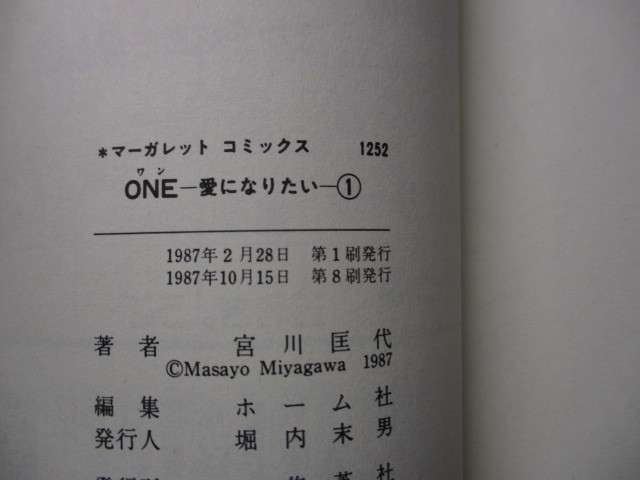 *マーガレット コミックス 1252
ワン
ONE—愛になりたい—①
1987年2月28日 第1刷発行
1987年10月15日 第8刷発行
著者 宮川匡代
©Masayo Miyagawa 1987
編集 ホーム社
発行人 堀内末男
社